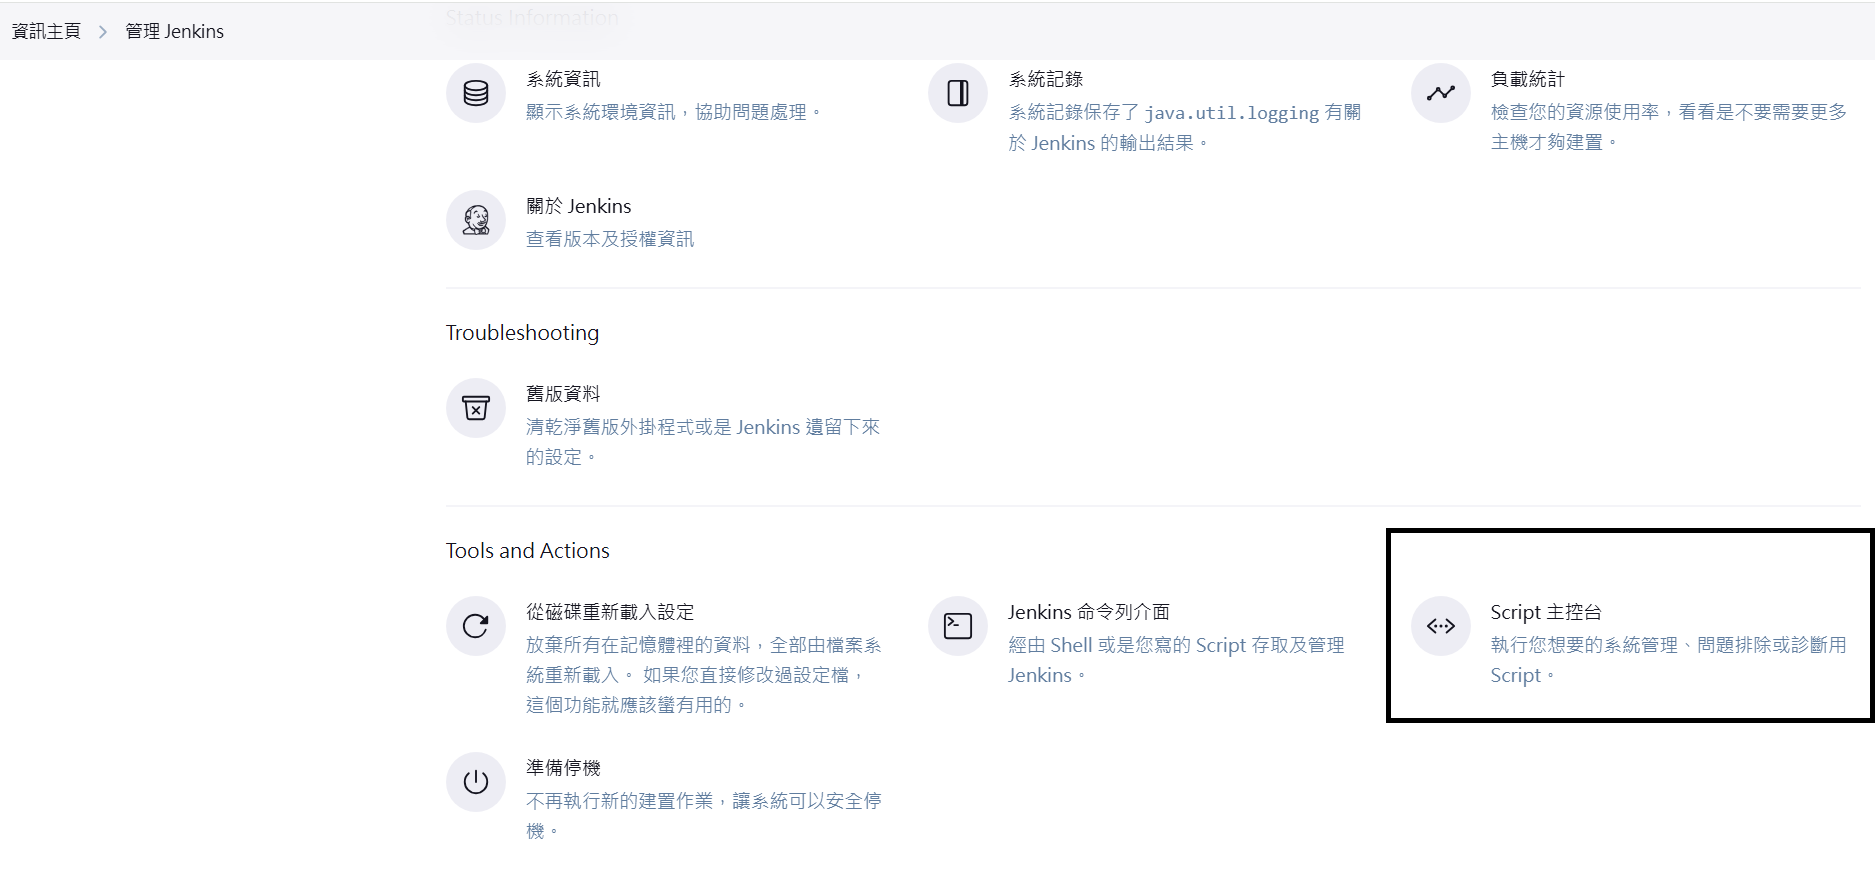 Status Information
資訊主頁 > 管理 Jenkins
系統資訊
顯示系統環境資訊，協助問題處理。
系統記錄
系統記錄保存了 java.util.logging 有關
於 Jenkins 的輸出結果。
負載統計
檢查您的資源使用率，看看是不要需要更多
主機才夠建置。
關於 Jenkins
查看版本及授權資訊
Troubleshooting
舊版資料
清乾淨舊版外掛程式或是 Jenkins 遺留下來
的設定。
Tools and Actions
從磁碟重新載入設定
放棄所有在記憶體裡的資料，全部由檔案系
統重新載入。 如果您直接修改過設定檔，
這個功能就應該蠻有用的。
Jenkins 命令列介面
經由 Shell 或是您寫的 Script 存取及管理
Jenkins。
Script 主控台
執行您想要的系統管理、問題排除或診斷用
Script。
準備停機
不再執行新的建置作業，讓系統可以安全停
機。